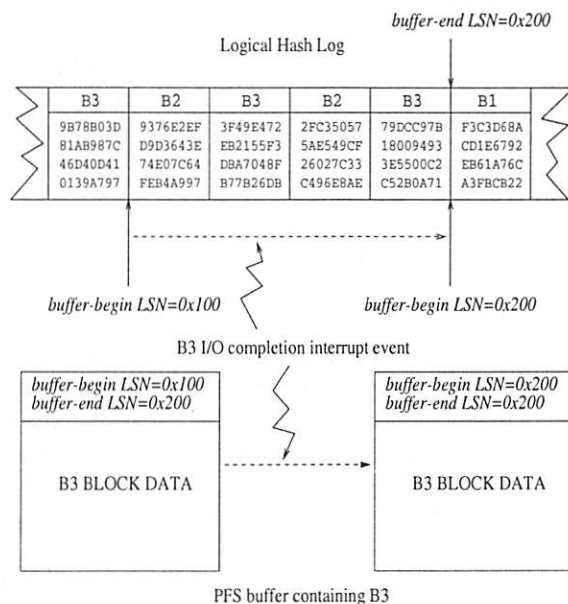 buffer-end LSN=0x200
Logical Hash Log
B3 B2 B3 B2 B3 B1
9B78B03D 9376E2EF 3F49E472 2FC35057 79DCC97B F3C3D68A
81AB987C D9D3643E EB2155F3 5AE549CF 18009493 CD1E6792
46D40D41 74E07C64 DBA7048F 26027C33 3E5500C2 EB61A76C
0139A797 FEB4A997 B77B26DB C496E8AE C52B0A71 A3FBCB22
buffer-begin LSN=0x100 buffer-begin LSN=0x200
B3 I/O completion interrupt event
buffer-begin LSN=0x100 buffer-begin LSN=0x200
buffer-end LSN=0x200 buffer-end LSN=0x200
B3 BLOCK DATA B3 BLOCK DATA
PFS buffer containing B3